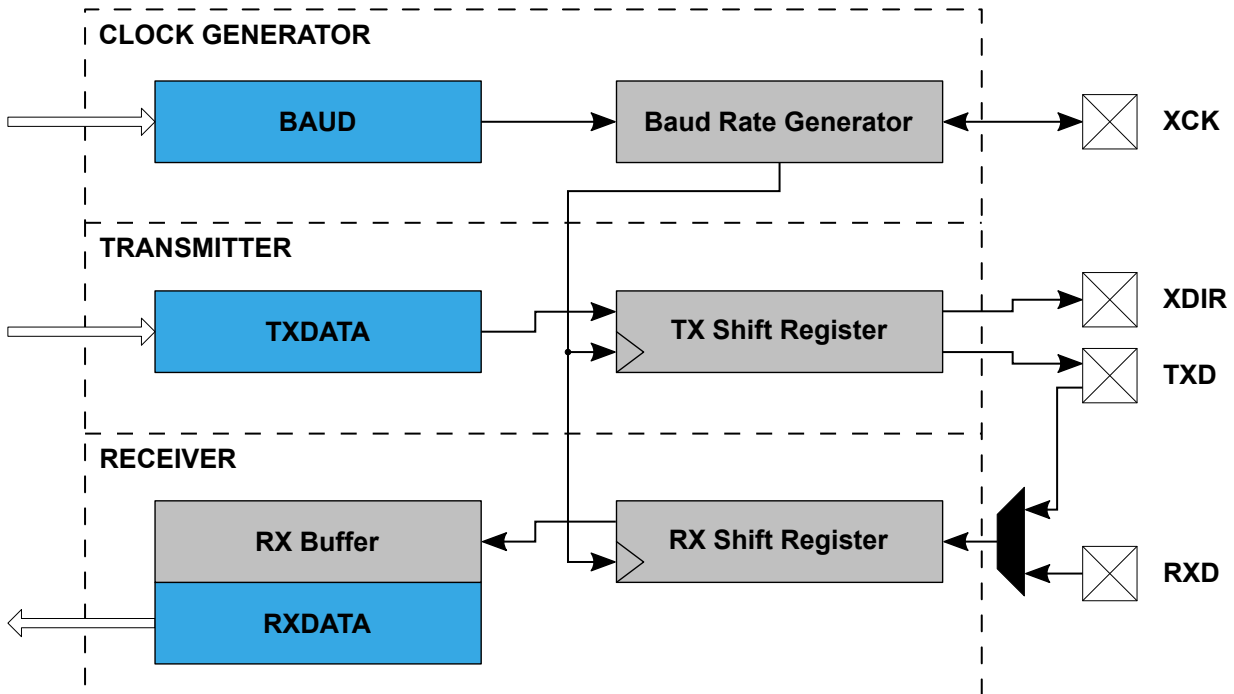 CLOCK GENERATOR
BAUD
Baud Rate Generator
XCK
TRANSMITTER
TXDATA
TX Shift Register
XDIR
TXD
RECEIVER
RX Buffer
RX Shift Register
RXD
RXDATA